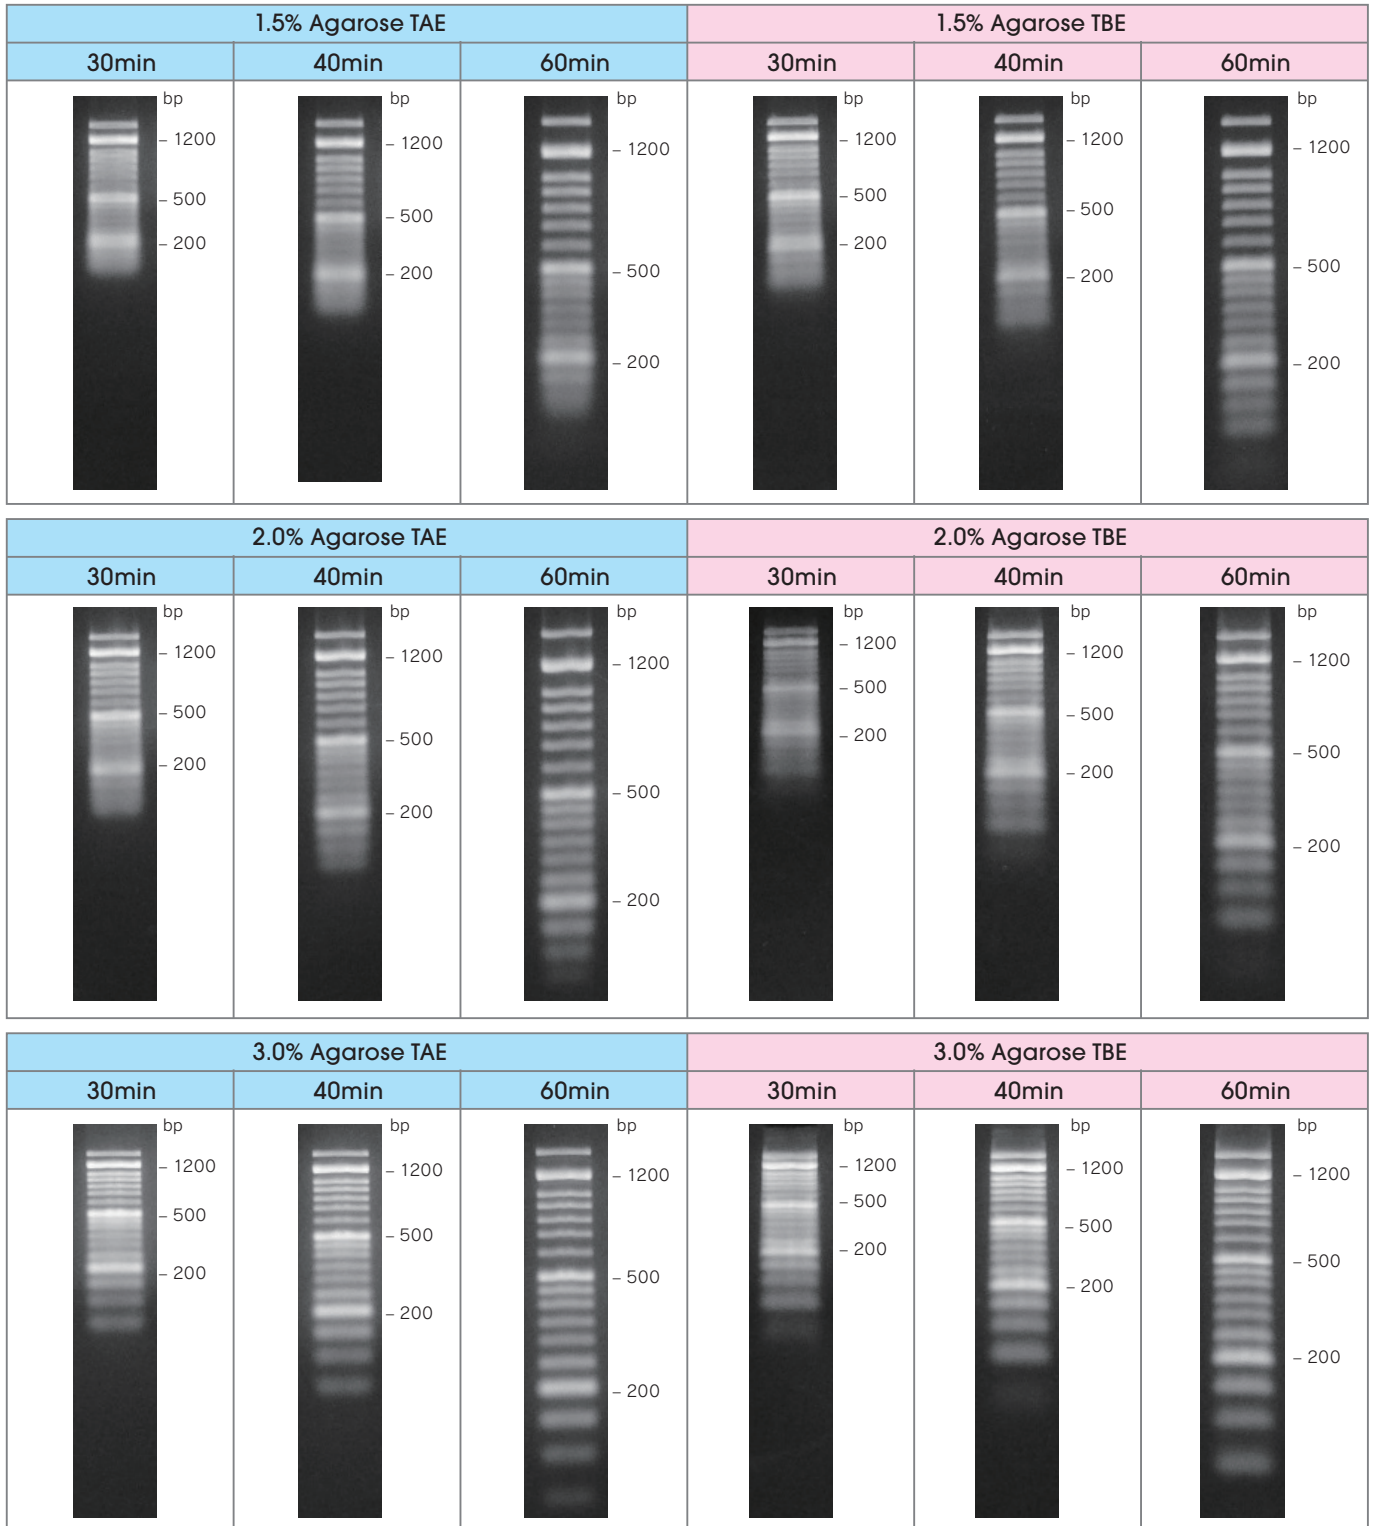 1.5% Agarose TAE 1.5% Agarose TBE
30min 40min 60min 30min 40min 60min
bp bp bp bp bp bp
– 1200 – 1200 – 1200 – 1200 – 1200 – 1200
– 500 – 500 – 500 – 500 – 500 – 500
– 200 – 200 – 200 – 200 – 200 – 200
2.0% Agarose TAE 2.0% Agarose TBE
30min 40min 60min 30min 40min 60min
bp bp bp bp bp bp
– 1200 – 1200 – 1200 – 1200 – 1200 – 1200
– 500 – 500 – 500 – 500 – 500 – 500
– 200 – 200 – 200 – 200 – 200 – 200
3.0% Agarose TAE 3.0% Agarose TBE
30min 40min 60min 30min 40min 60min
bp bp bp bp bp bp
– 1200 – 1200 – 1200 – 1200 – 1200 – 1200
– 500 – 500 – 500 – 500 – 500 – 500
– 200 – 200 – 200 – 200 – 200 – 200